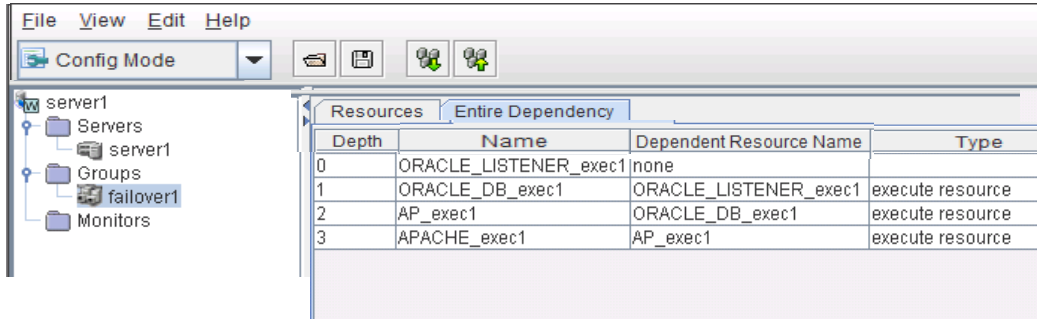 File View Edit Help
Config Mode
server1
Servers
server1
Groups
failover1
Monitors
Resources Entire Dependency
Depth Name Dependent Resource Name Type
0 ORACLE_LISTENER_exec1 none
1 ORACLE_DB_exec1 ORACLE_LISTENER_exec1 execute resource
2 AP_exec1 ORACLE_DB_exec1 execute resource
3 APACHE_exec1 AP_exec1 execute resource